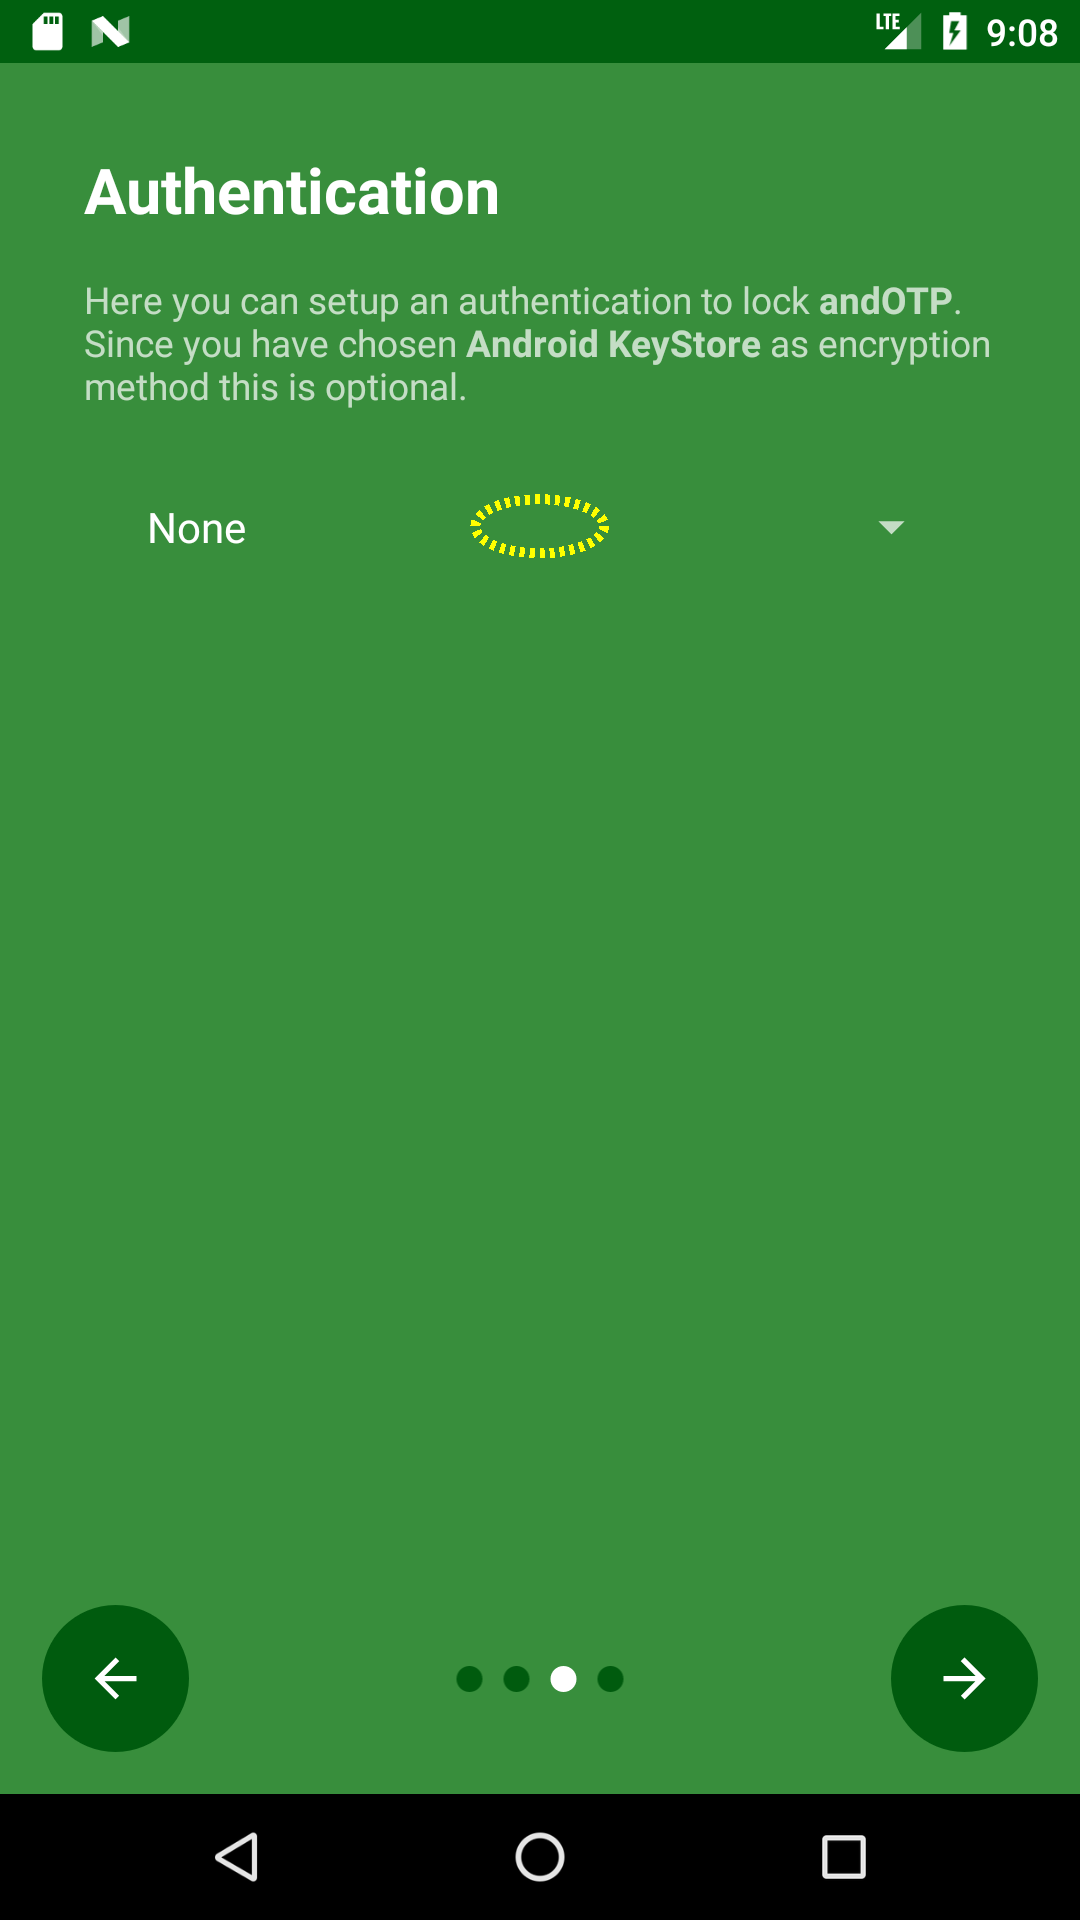 LTE 9:08
Authentication
Here you can setup an authentication to lock andOTP.
Since you have chosen Android KeyStore as encryption
method this is optional.
None